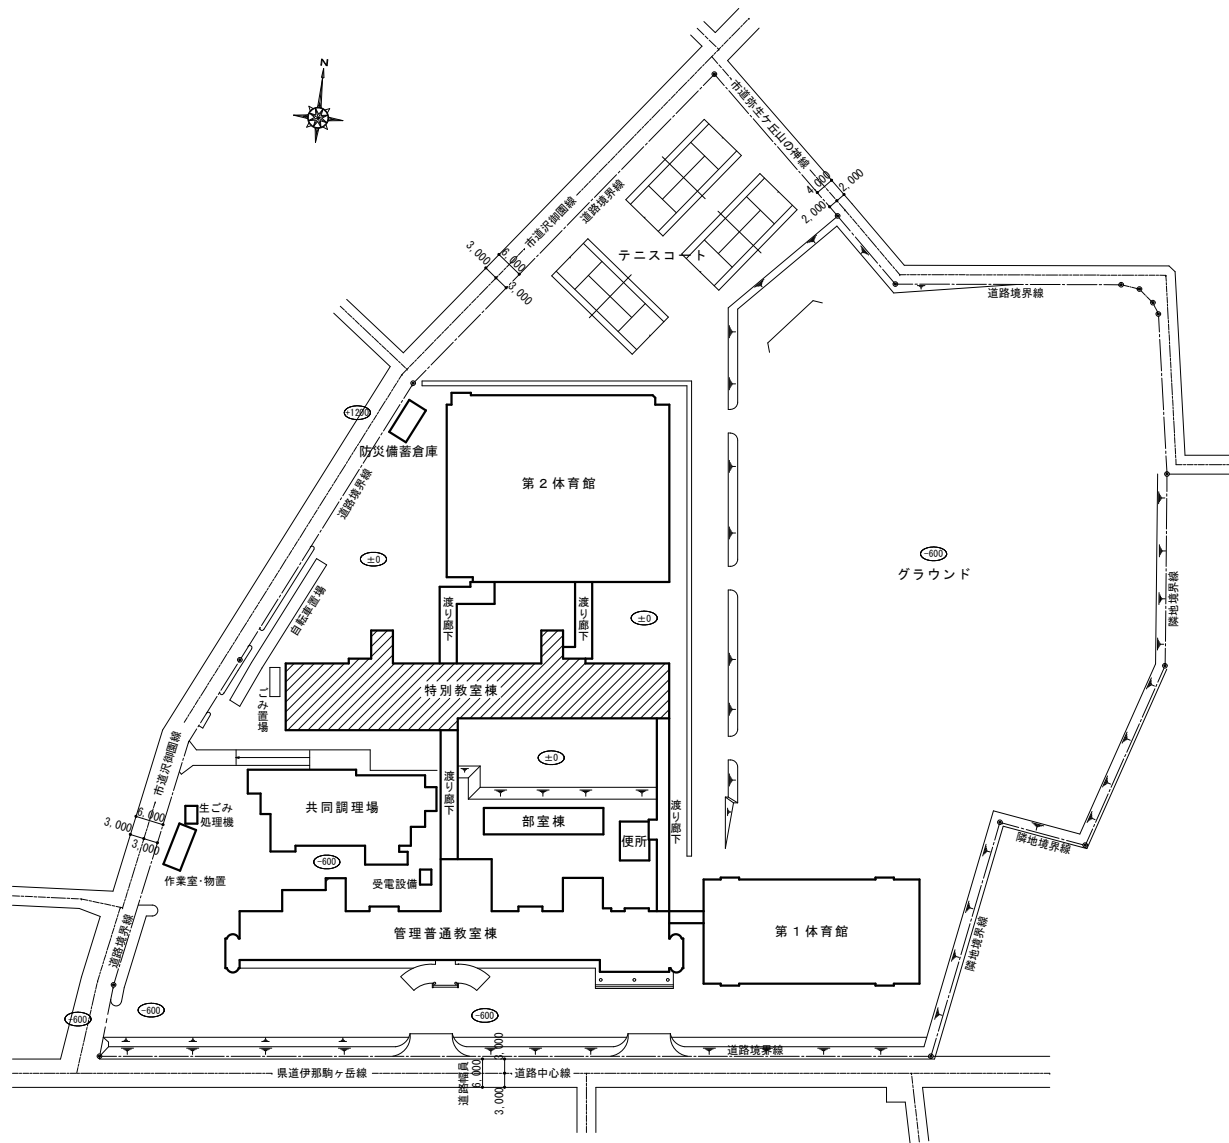 N
市道弥生ケ丘山の神線
4,000
2,000
2,000
市道沢御園線
道路境界線
3,000
6,000
3,000
テニスコート
道路境界線
+1200
防災備蓄倉庫
道路境界線
第2体育館
±0
-600
グラウンド
隣地境界線
自転車置場
渡り廊下
渡り廊下
±0
ごみ置場
特別教室棟
市道沢御園線
±0
渡り廊下
渡り廊下
共同調理場
生ごみ
処理機
6,000
3,000
3,000
部室棟
便所
隣地境界線
-600
作業室・物置
受電設備
管理普通教室棟
第1体育館
隣地境界線
道路境界線
-600
-600
-600
道路境界線
県道伊那駒ケ岳線
道路幅員
6,000
3,000
3,000
道路中心線